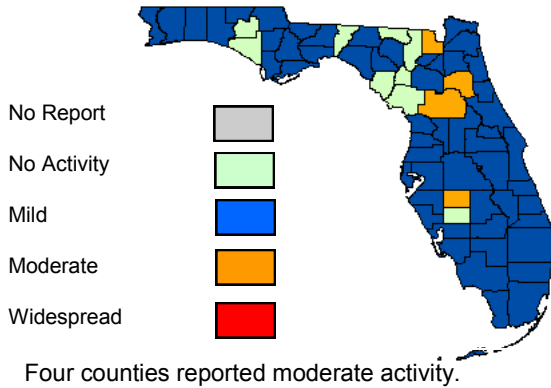 No Report
No Activity
Mild
Moderate
Widespread
Four counties reported moderate activity.